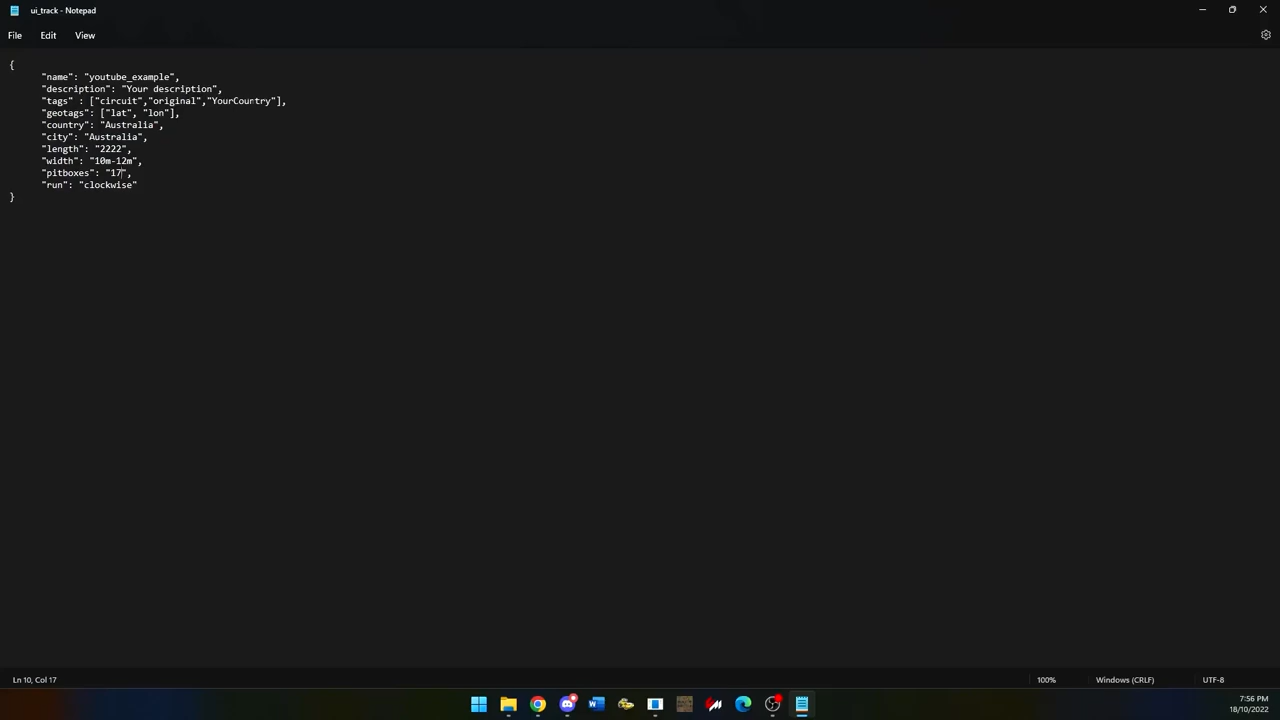 ui_track - Notepad
File Edit View
{
"name": "youtube_example",
"description": "Your description",
"tags" : ["circuit","original","YourCountry"],
"geotags": ["lat", "lon"],
"country": "Australia",
"city": "Australia",
"length": "2222",
"width": "10m-12m",
"pitboxes": "17",
"run": "clockwise"
}
Ln 10, Col 17
100%
Windows (CRLF)
UTF-8
7:56 PM
18/10/2022